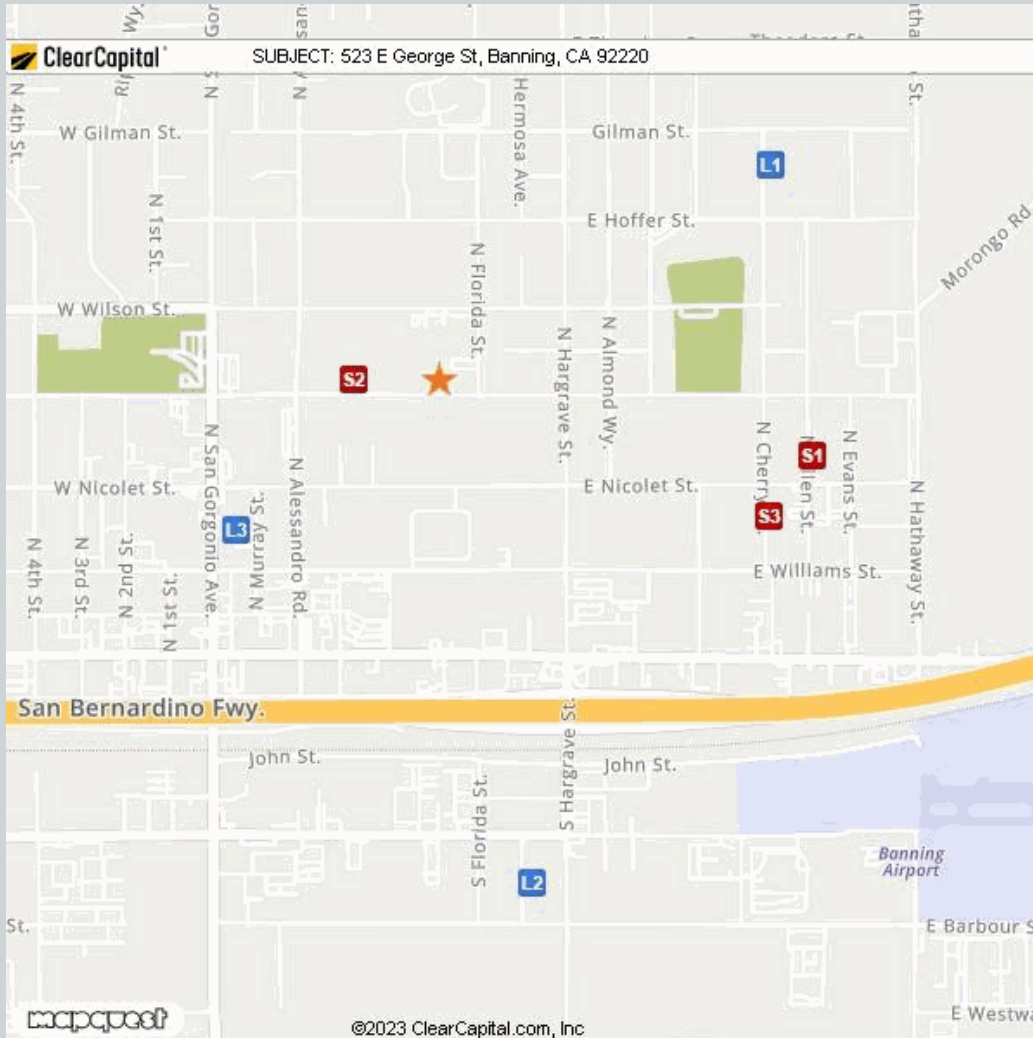 ClearCapital
SUBJECT: 523 E George St, Banning, CA 92220
N 4th St.
W Gilman St.
Hermosa Ave.
Gilman St.
St.
L1
N 1st St.
E Hoffer St.
N Florida St.
Morongo Rd.
W Wilson St.
N Hargrave St.
N Almond Wy.
S2
N San Gorgonio Ave.
N Alessandro Rd.
N Cherry
S1
N Evans St.
W Nicolet St.
E Nicolet St.
N Hathaway St.
L3
N Murray St.
S3
N 4th St.
N 3rd St.
N 2nd St.
N 1st St.
E Williams St.
San Bernardino Fwy.
S Hargrave St.
John St.
John St.
S Florida St.
Banning
Airport
L2
St.
E Barbour S
E Westwa
mapquest
©2023 ClearCapital.com, Inc